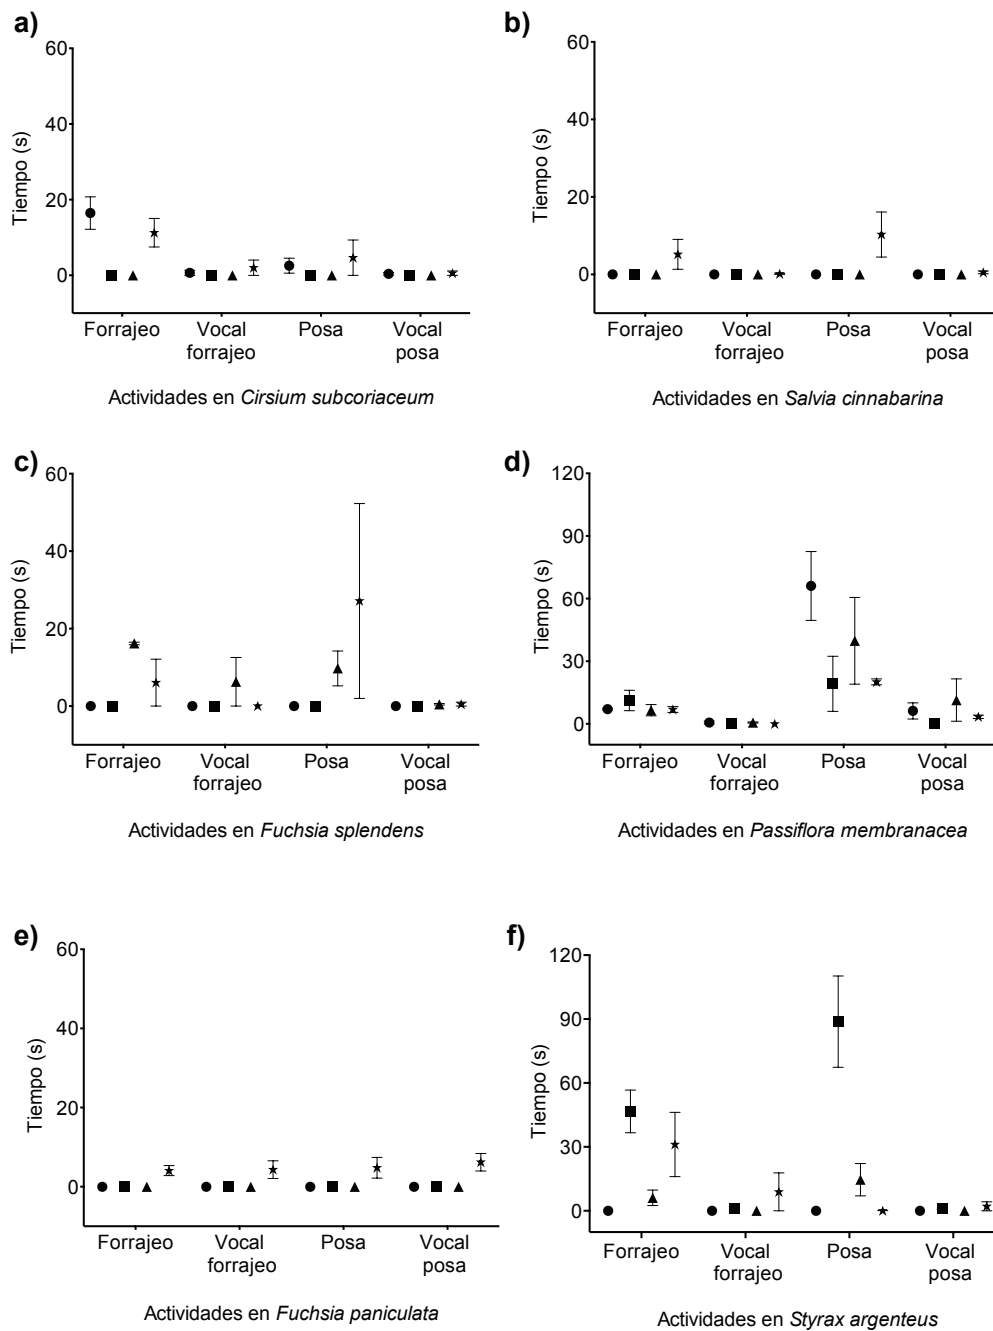 a)
60
40
20
0
Tiempo (s)
Forrajeo Vocal forrajeo Posa Vocal posa
Actividades en Cirsium subcoriaceum
b)
60
40
20
0
Tiempo (s)
Forrajeo Vocal forrajeo Posa Vocal posa
Actividades en Salvia cinnabarina
c)
60
40
20
0
Tiempo (s)
Forrajeo Vocal forrajeo Posa Vocal posa
Actividades en Fuchsia splendens
d)
120
90
60
30
0
Tiempo (s)
Forrajeo Vocal forrajeo Posa Vocal posa
Actividades en Passiflora membranacea
e)
60
40
20
0
Tiempo (s)
Forrajeo Vocal forrajeo Posa Vocal posa
Actividades en Fuchsia paniculata
f)
120
90
60
30
0
Tiempo (s)
Forrajeo Vocal forrajeo Posa Vocal posa
Actividades en Styrax argenteus